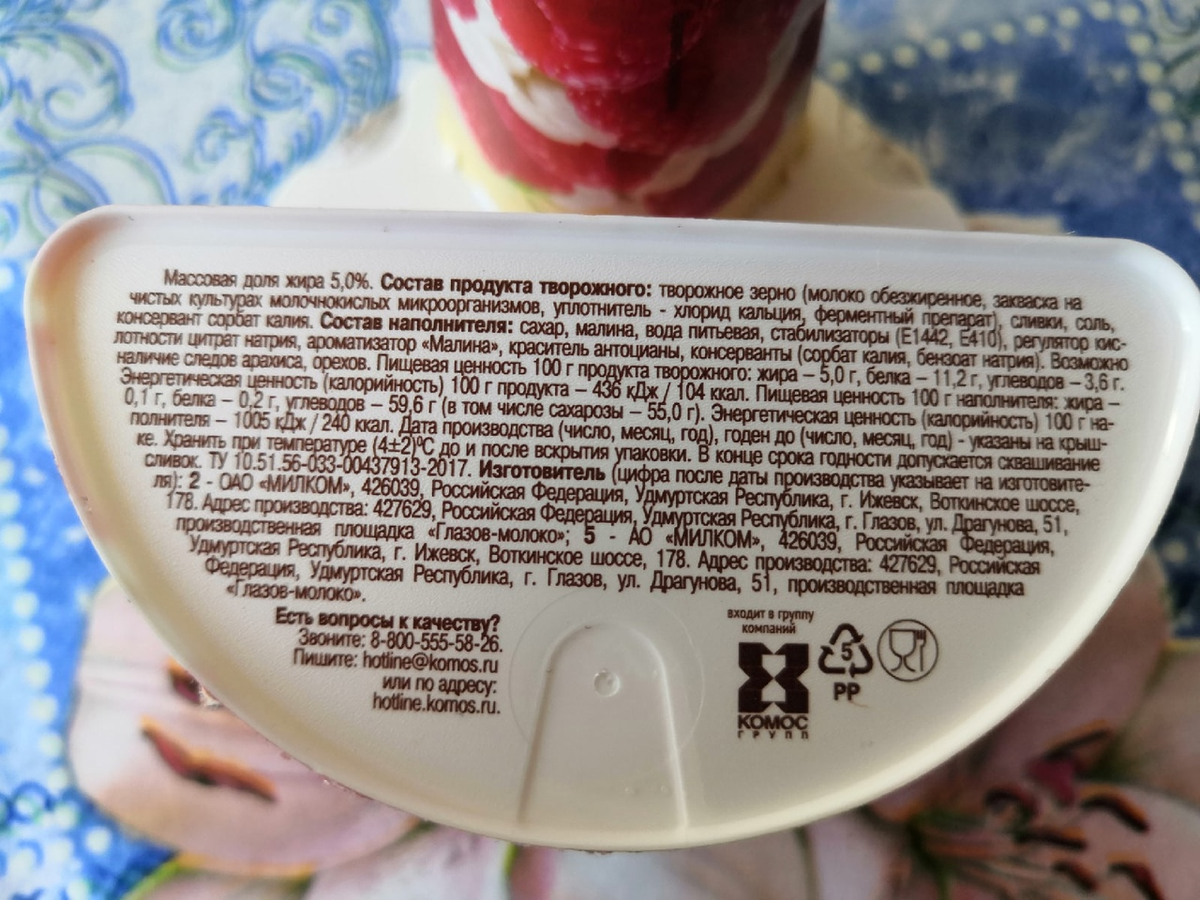 Массовая доля жира 5,0%. Состав продукта творожного: творожное зерно (молоко обезжиренное, закваска на
чистых культурах молочнокислых микроорганизмов, уплотнитель - хлорид кальция, ферментный препарат), сливки, соль,
консервант сорбат калия. Состав наполнителя: сахар, малина, вода питьевая, стабилизаторы (Е1442, Е410), регулятор кис-
лотности цитрат натрия, ароматизатор «Малина», краситель антоцианы, консерванты (сорбат калия, бензоат натрия). Возможно
наличие следов арахиса, орехов. Пищевая ценность 100 г продукта творожного: жира – 5,0 г, белка – 11,2 г, углеводов – 3,6 г.
Энергетическая ценность (калорийность) 100 г продукта – 436 кДж / 104 ккал. Пищевая ценность 100 г наполнителя: жира –
0,1 г, белка – 0,2 г, углеводов – 59,6 г (в том числе сахарозы – 55,0 г). Энергетическая ценность (калорийность) 100 г на-
полнителя – 1005 кДж / 240 ккал. Дата производства (число, месяц, год), годен до (число, месяц, год) - указаны на крыш-
ке. Хранить при температуре (4±2)°С до и после вскрытия упаковки. В конце срока годности допускается сквашивание
сливок. ТУ 10.51.56-033-00437913-2017. Изготовитель (цифра после даты производства указывает на изготовите-
ля): 2 - ОАО «МИЛКОМ», 426039, Российская Федерация, Удмуртская Республика, г. Ижевск, Воткинское шоссе,
178. Адрес производства: 427629, Российская Федерация, Удмуртская Республика, г. Глазов, ул. Драгунова, 51,
производственная площадка «Глазов-молоко»; 5 - АО «МИЛКОМ», 426039, Российская Федерация,
Удмуртская Республика, г. Ижевск, Воткинское шоссе, 178. Адрес производства: 427629, Российская
Федерация, Удмуртская Республика, г. Глазов, ул. Драгунова, 51, производственная площадка
«Глазов-молоко».
Есть вопросы к качеству?
Звоните: 8-800-555-58-26.
Пишите: hotline@komos.ru
или по адресу:
hotline.komos.ru.
входит в группу
компаний
КОМОС
ГРУПП
5
PP